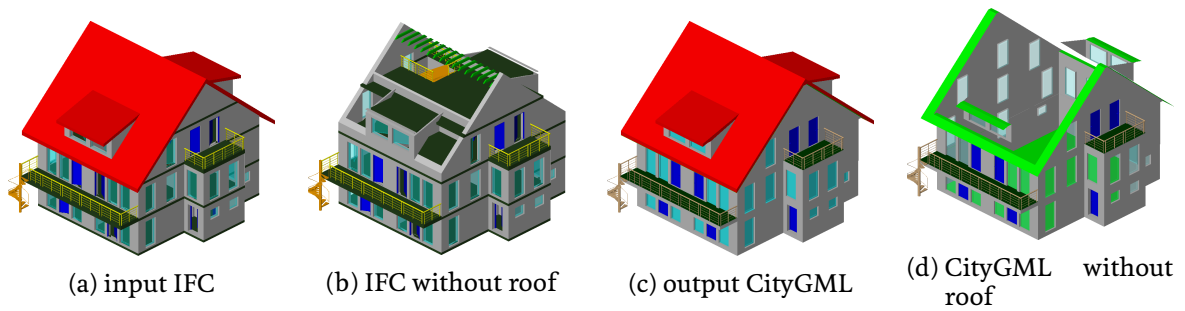 (a) input IFC
(b) IFC without roof
(c) output CityGML
(d) CityGML without
roof